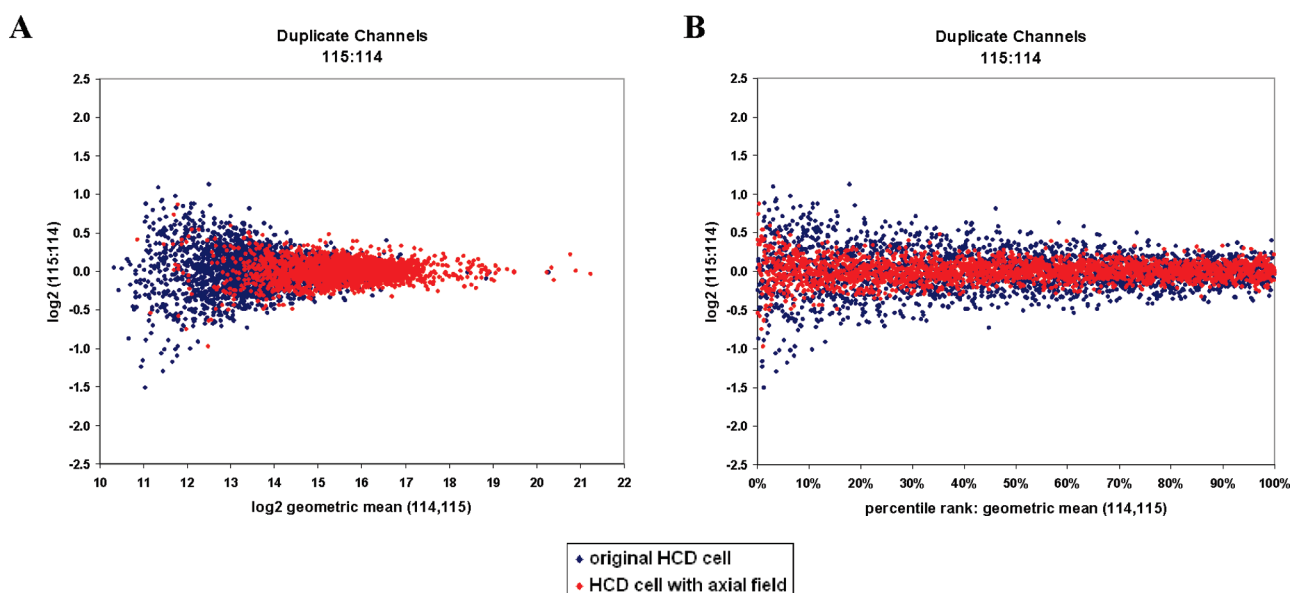 A
Duplicate Channels
115:114
2.5
2.0
1.5
1.0
0.5
0.0
-0.5
-1.0
-1.5
-2.0
-2.5
log2 (115:114)
10 11 12 13 14 15 16 17 18 19 20 21 22
log2 geometric mean (114,115)
B
Duplicate Channels
115:114
2.5
2.0
1.5
1.0
0.5
0.0
-0.5
-1.0
-1.5
-2.0
-2.5
log2 (115:114)
0% 10% 20% 30% 40% 50% 60% 70% 80% 90% 100%
percentile rank: geometric mean (114,115)
original HCD cell
HCD cell with axial field